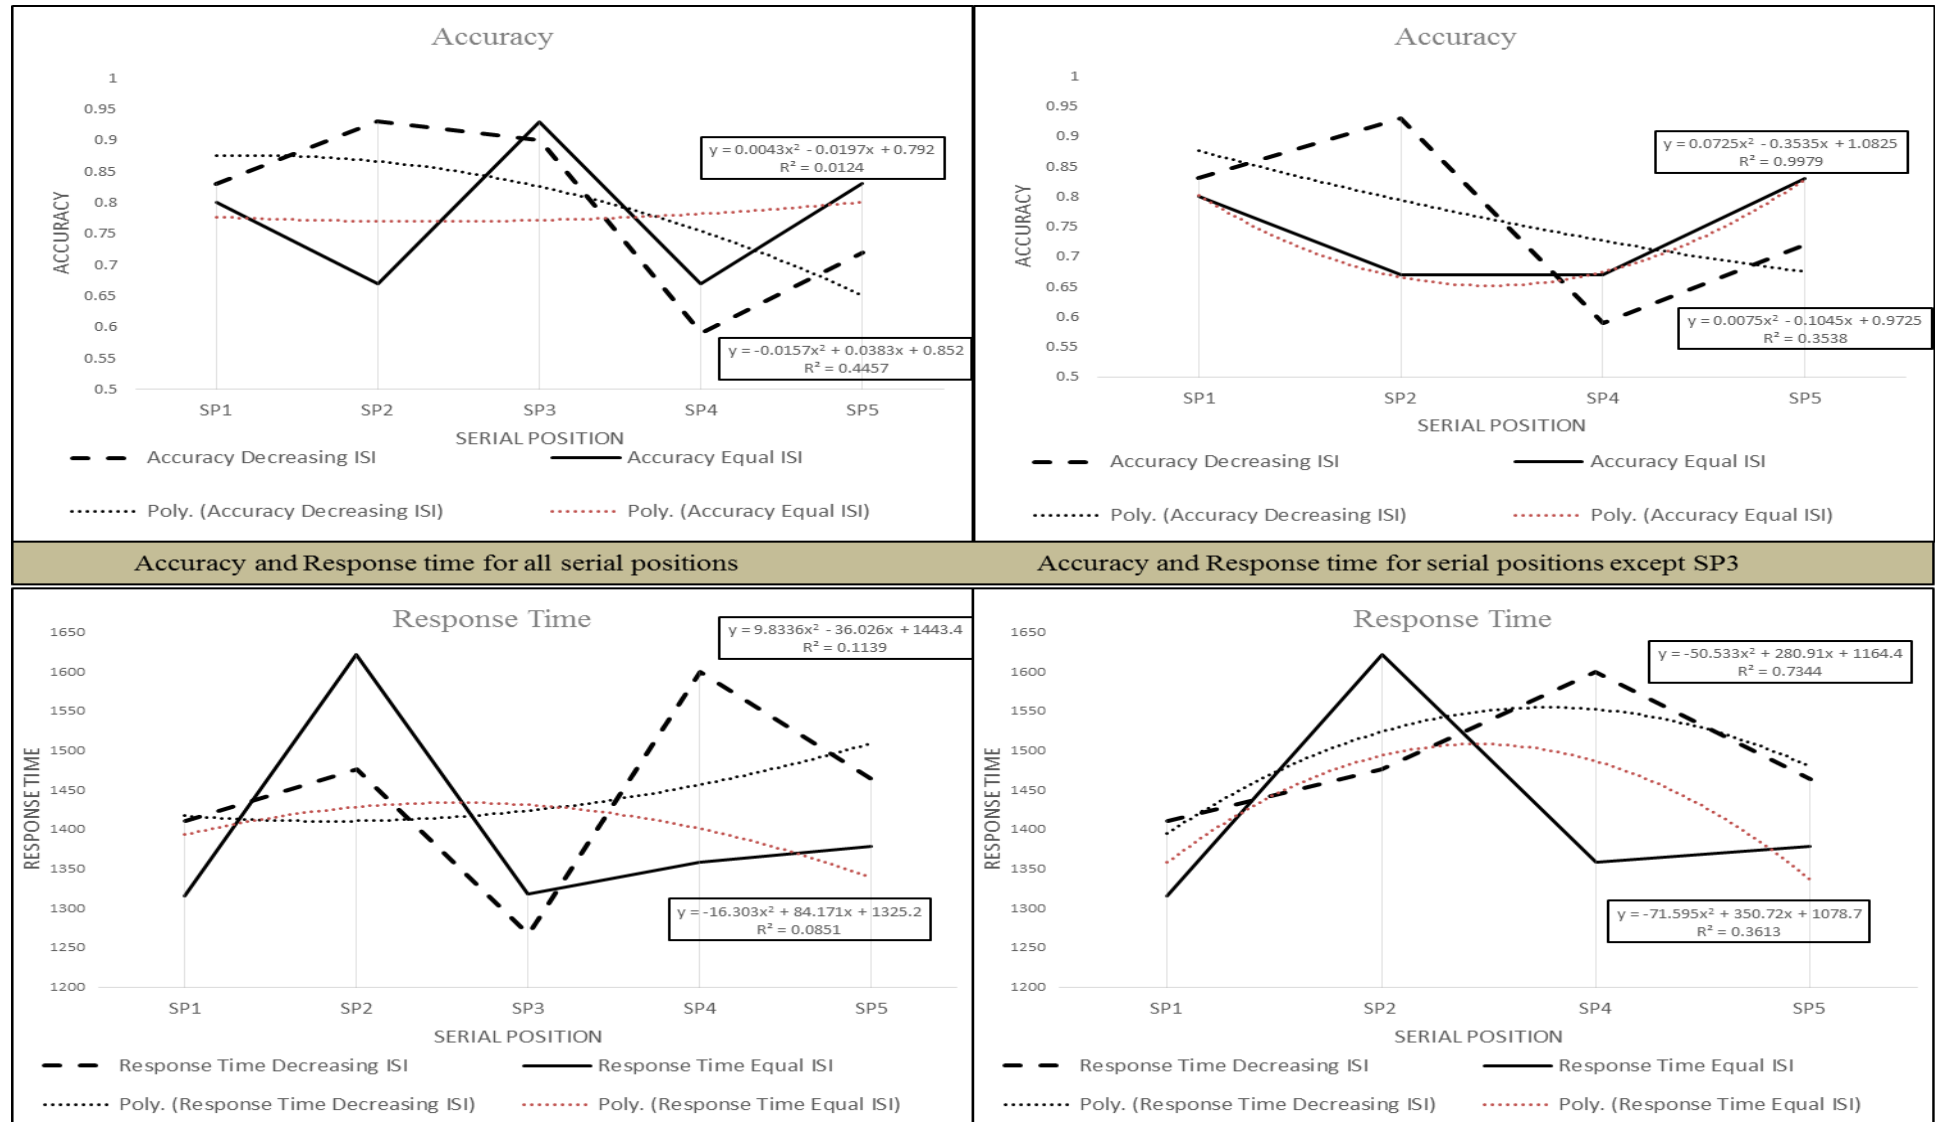 Accuracy
1
0.95
0.9
0.85
0.8
0.75
0.7
0.65
0.6
0.55
0.5
ACCURACY
y = 0.0043x² - 0.0197x + 0.792
R² = 0.0124
y = -0.0157x² + 0.0383x + 0.852
R² = 0.4457
SP1 SP2 SP3 SP4 SP5
SERIAL POSITION
Accuracy Decreasing ISI Accuracy Equal ISI
Poly. (Accuracy Decreasing ISI) Poly. (Accuracy Equal ISI)
Accuracy
1
0.95
0.9
0.85
0.8
0.75
0.7
0.65
0.6
0.55
0.5
ACCURACY
y = 0.0725x² - 0.3535x + 1.0825
R² = 0.9979
y = 0.0075x² - 0.1045x + 0.9725
R² = 0.3538
SP1 SP2 SP4 SP5
SERIAL POSITION
Accuracy Decreasing ISI Accuracy Equal ISI
Poly. (Accuracy Decreasing ISI) Poly. (Accuracy Equal ISI)
Accuracy and Response time for all serial positions
Accuracy and Response time for serial positions except SP3
Response Time
1650
1600
1550
1500
1450
1400
1350
1300
1250
1200
RESPONSE TIME
y = 9.8336x² - 36.026x + 1443.4
R² = 0.1139
y = -16.303x² + 84.171x + 1325.2
R² = 0.0851
SP1 SP2 SP3 SP4 SP5
SERIAL POSITION
Response Time Decreasing ISI Response Time Equal ISI
Poly. (Response Time Decreasing ISI) Poly. (Response Time Equal ISI)
Response Time
1650
1600
1550
1500
1450
1400
1350
1300
1250
1200
RESPONSE TIME
y = -50.533x² + 280.91x + 1164.4
R² = 0.7344
y = -71.595x² + 350.72x + 1078.7
R² = 0.3613
SP1 SP2 SP4 SP5
SERIAL POSITION
Response Time Decreasing ISI Response Time Equal ISI
Poly. (Response Time Decreasing ISI) Poly. (Response Time Equal ISI)